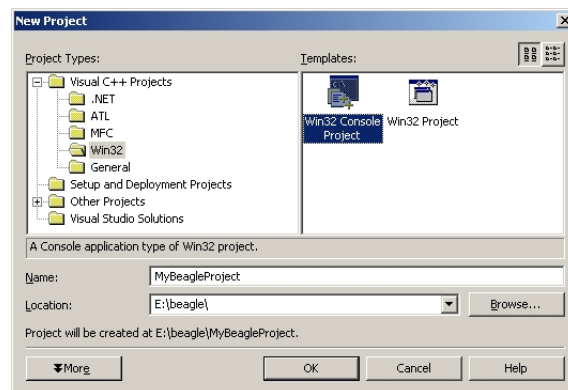 New Project
Project Types:
Templates:
Visual C++ Projects
.NET
ATL
MFC
Win32
General
Setup and Deployment Projects
Other Projects
Visual Studio Solutions
Win32 Console
Project
Win32 Project
A Console application type of Win32 project.
Name:
MyBeagleProject
Location:
E:\beagle\
Browse...
Project will be created at E:\beagle\MyBeagleProject.
More
OK
Cancel
Help